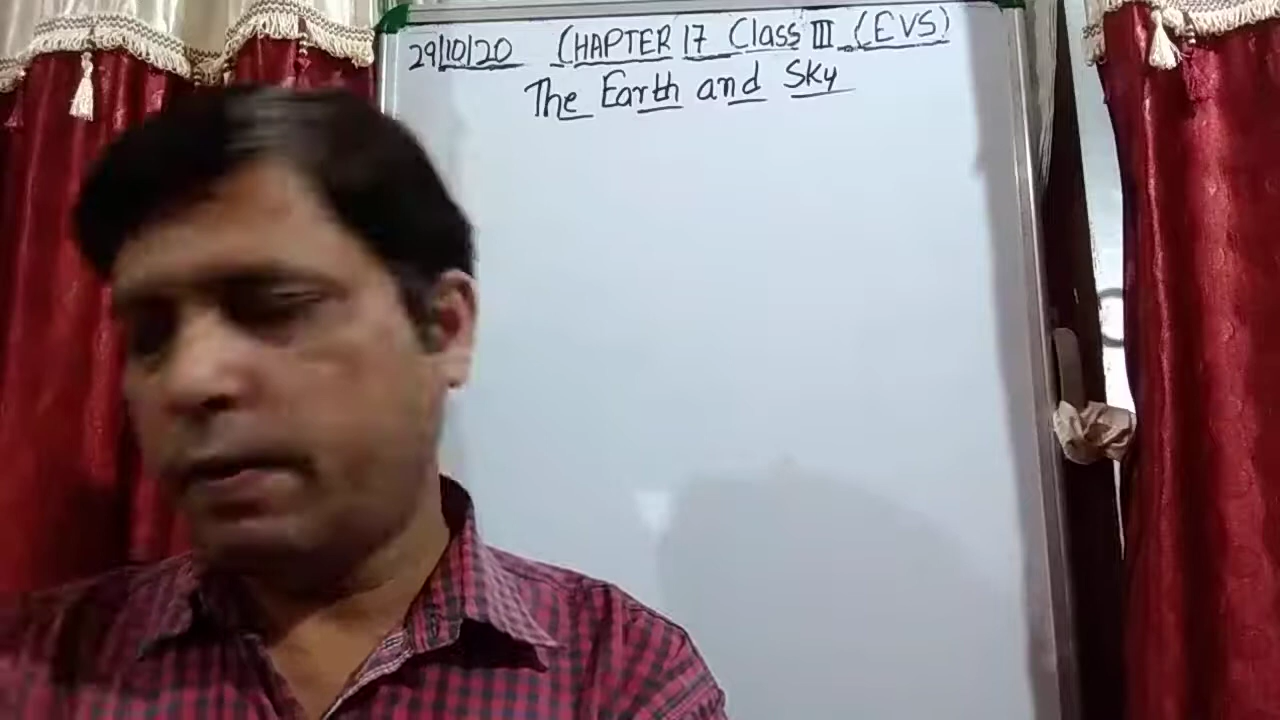 29/10/20 CHAPTER 17 Class III (EVS)
The Earth and Sky